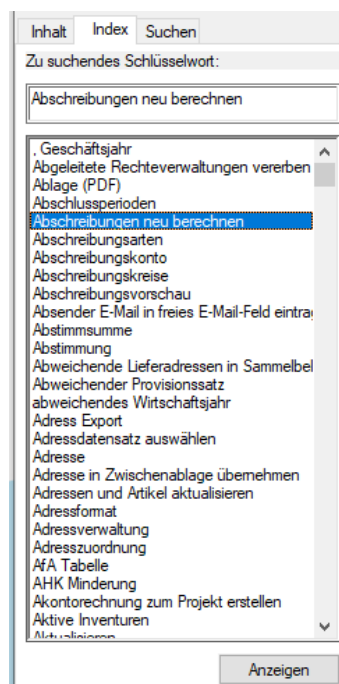 Inhalt Index Suchen
Zu suchendes Schlüsselwort:
Abschreibungen neu berechnen
, Geschäftsjahr
Abgeleitete Rechteverwaltungen vererben
Ablage (PDF)
Abschlussperioden
Abschreibungen neu berechnen
Abschreibungsarten
Abschreibungskonto
Abschreibungskreise
Abschreibungsvorschau
Absender E-Mail in freies E-Mail-Feld eintra
Abstimmsumme
Abstimmung
Abweichende Lieferadressen in Sammelbel
Abweichender Provisionssatz
abweichendes Wirtschaftsjahr
Adress Export
Adressdatensatz auswählen
Adresse
Adresse in Zwischenablage übernehmen
Adressen und Artikel aktualisieren
Adressformat
Adressverwaltung
Adresszuordnung
AfA Tabelle
AHK Minderung
Akontorechnung zum Projekt erstellen
Aktive Inventuren
Aktualisieren
Anzeigen